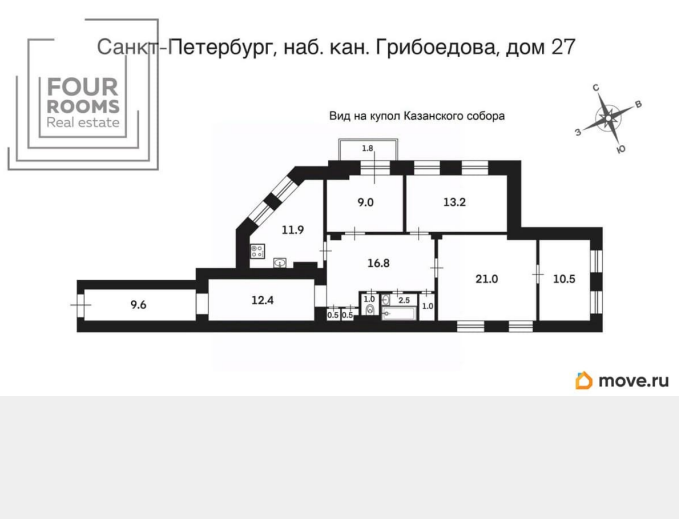 Санкт-Петербург, наб. кан. Грибоедова, дом 27
FOUR
ROOMS
Real estate
Вид на купол Казанского собора
С
В
З
Ю
1.8
9.0
13.2
11.9
16.8
21.0
10.5
9.6
12.4
1.0
2.5
1.0
0.5
0.5
move.ru